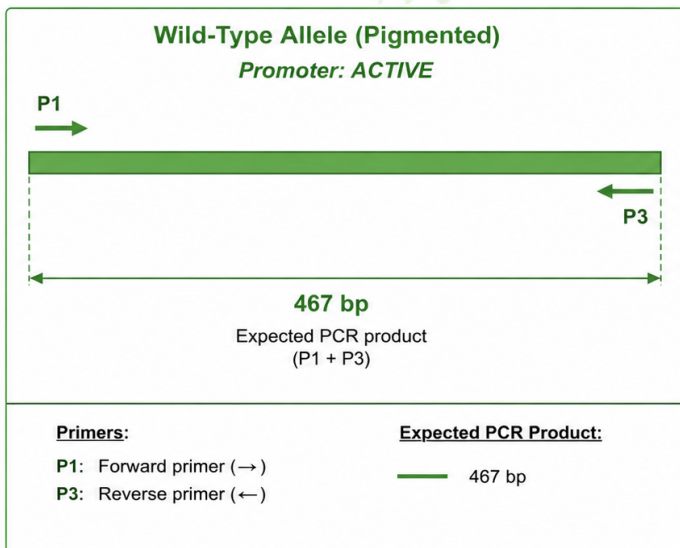 Wild-Type Allele (Pigmented)
Promoter: ACTIVE
P1
P3
467 bp
Expected PCR product
(P1 + P3)
Primers:
P1: Forward primer (→)
P3: Reverse primer (←)
Expected PCR Product:
467 bp